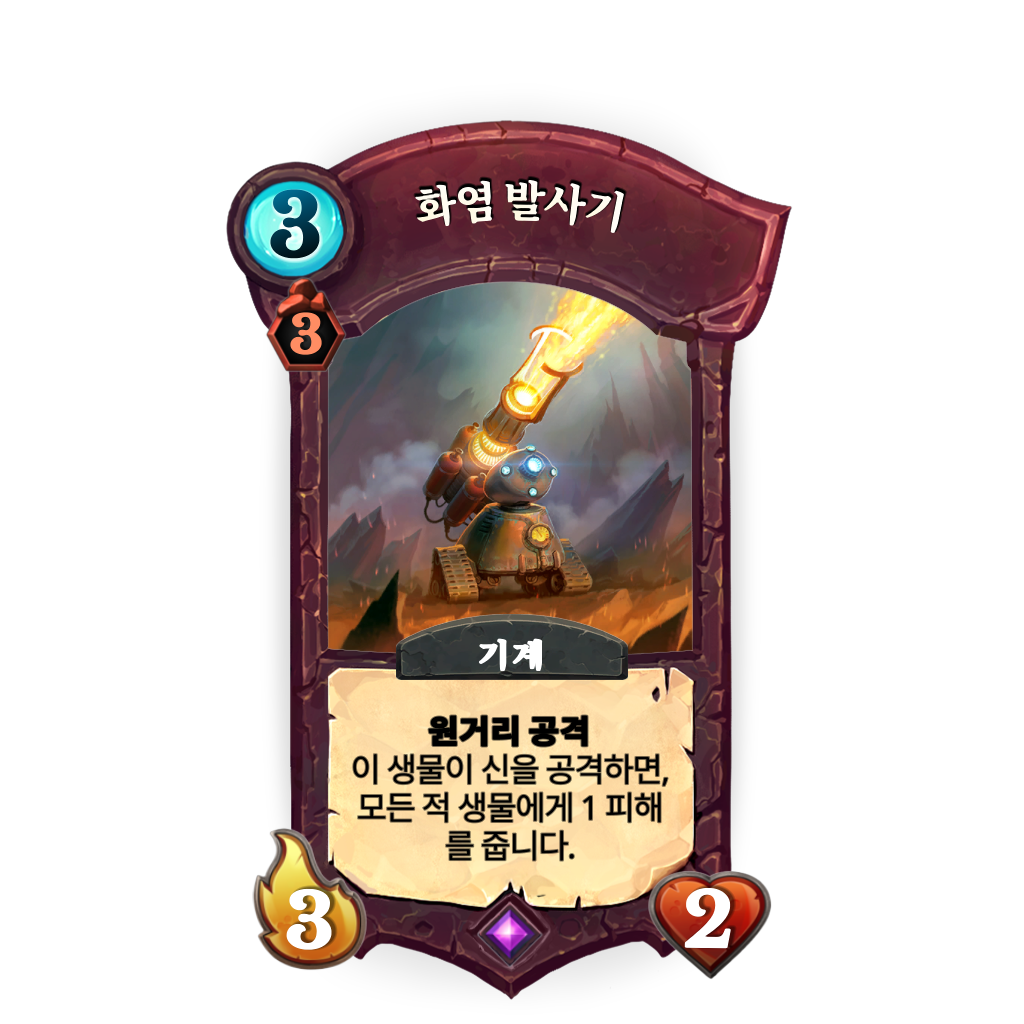 3
화염 발사기
3
기계
원거리 공격
이 생물이 신을 공격하면,
모든 적 생물에게 1 피해
를 줍니다.
3
2